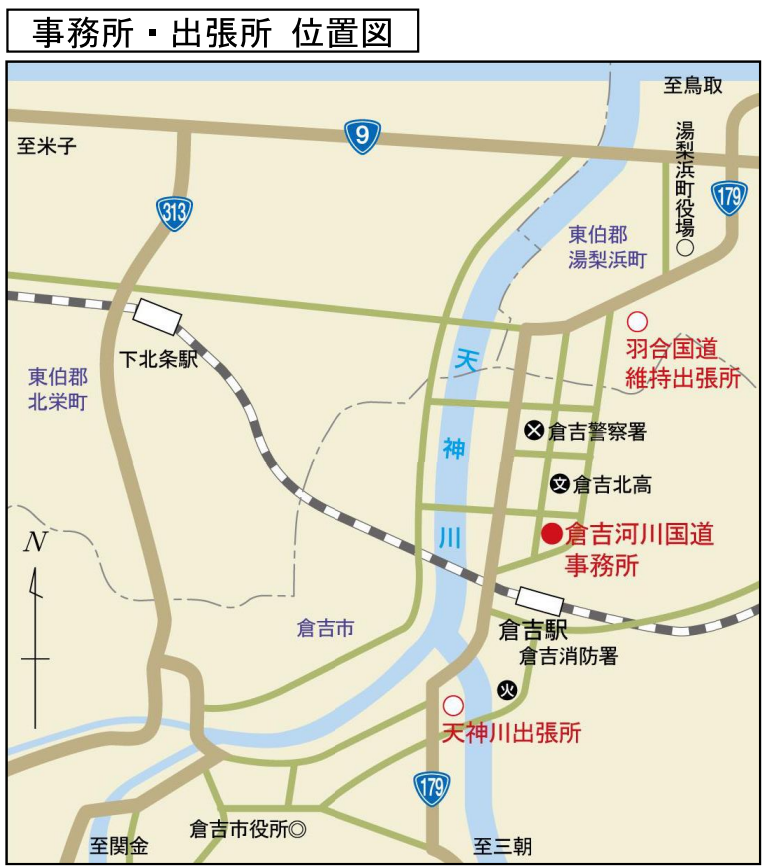 事務所・出張所 位置図
至鳥取
9
至米子
湯梨浜町役場○
179
313
東伯郡
湯梨浜町
羽合国道
維持出張所
下北条駅
天神川
東伯郡
北栄町
倉吉警察署
文
倉吉北高
倉吉河川国道
事務所
N
倉吉駅
倉吉市
倉吉消防署
火
天神川出張所
179
倉吉市役所◎
至関金
至三朝